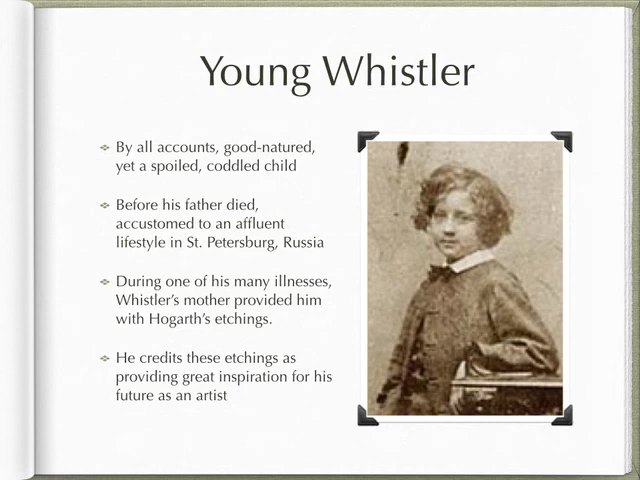 Young Whistler
By all accounts, good-natured,
yet a spoiled, coddled child
Before his father died,
accustomed to an affluent
lifestyle in St. Petersburg, Russia
During one of his many illnesses,
Whistler’s mother provided him
with Hogarth’s etchings.
He credits these etchings as
providing great inspiration for his
future as an artist